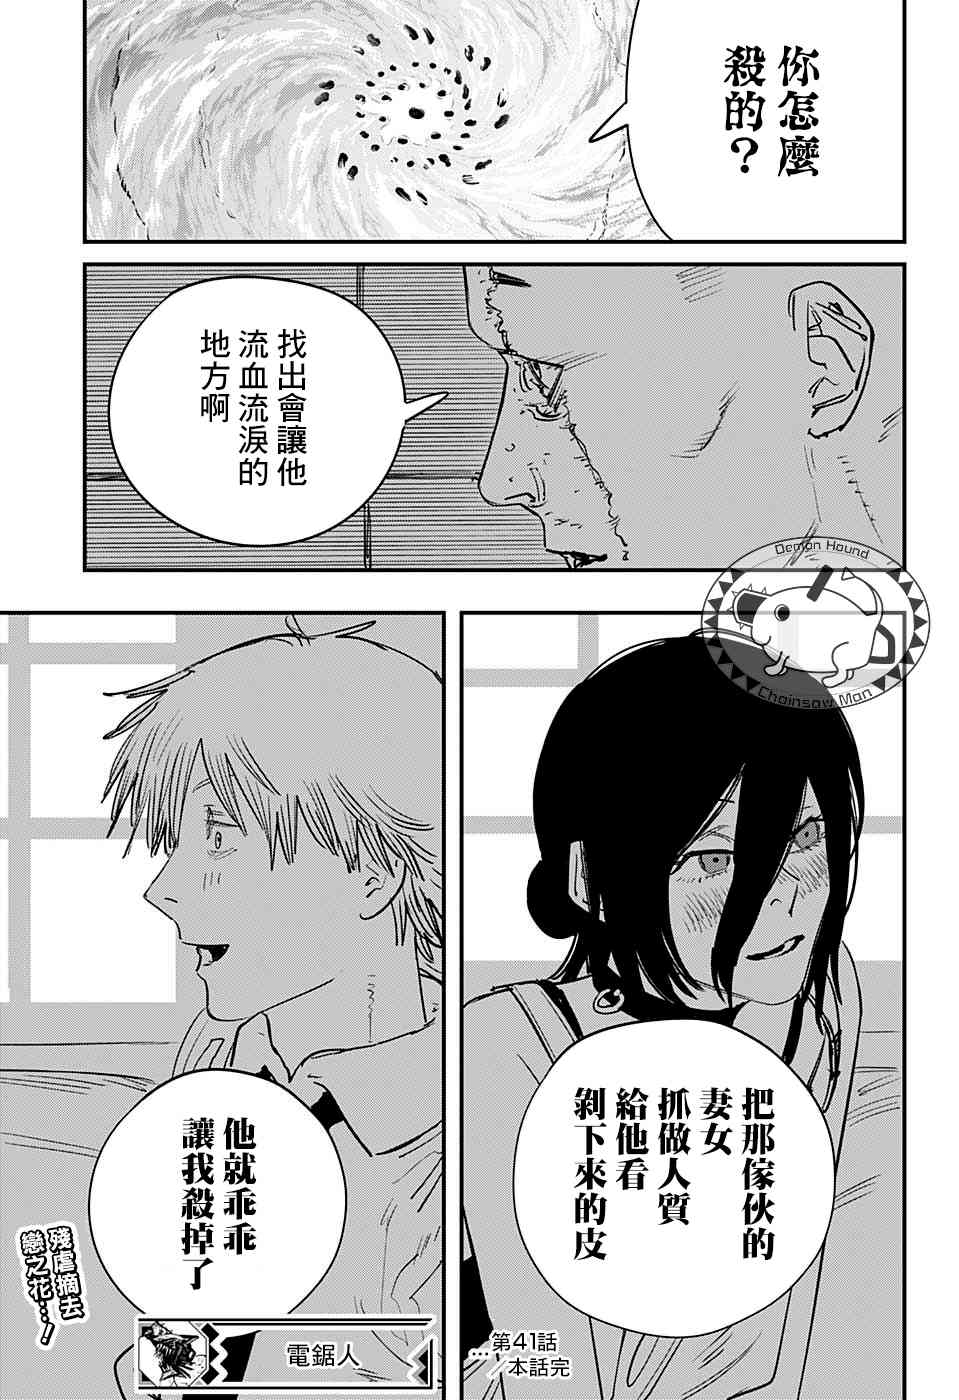 你怎麼
殺的？
找出會讓他
流血流淚的
地方啊
Demon Hound
Chainsaw Man
把那傢伙的
妻女
抓做人質
給他看
剝下來的皮
他就乖乖
讓我殺掉了
殘虐摘去
戀之花…！
電鋸人
…第41話
／本話完